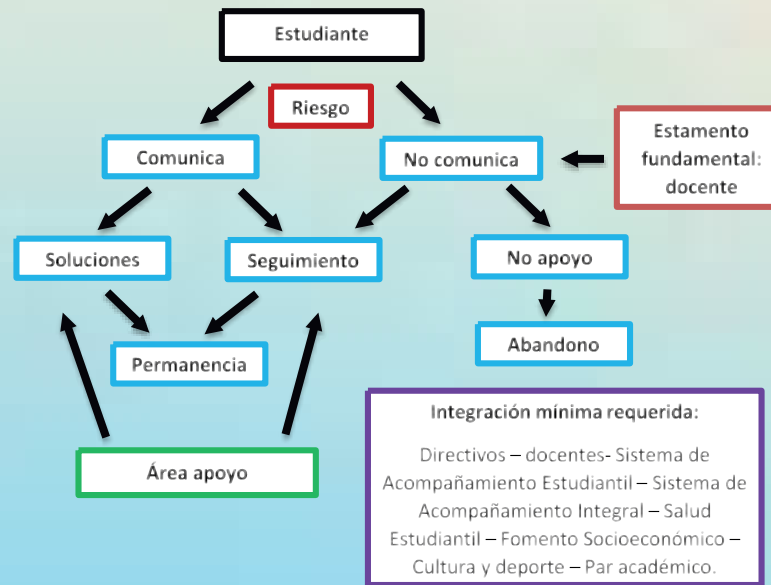 Estudiante
Riesgo
Comunica
No comunica
Estamento
fundamental:
docente
Soluciones
Seguimiento
No apoyo
Permanencia
Abandono
Área apoyo
Integración mínima requerida:
Directivos – docentes- Sistema de
Acompañamiento Estudiantil – Sistema de
Acompañamiento Integral – Salud
Estudiantil – Fomento Socioeconómico –
Cultura y deporte – Par académico.